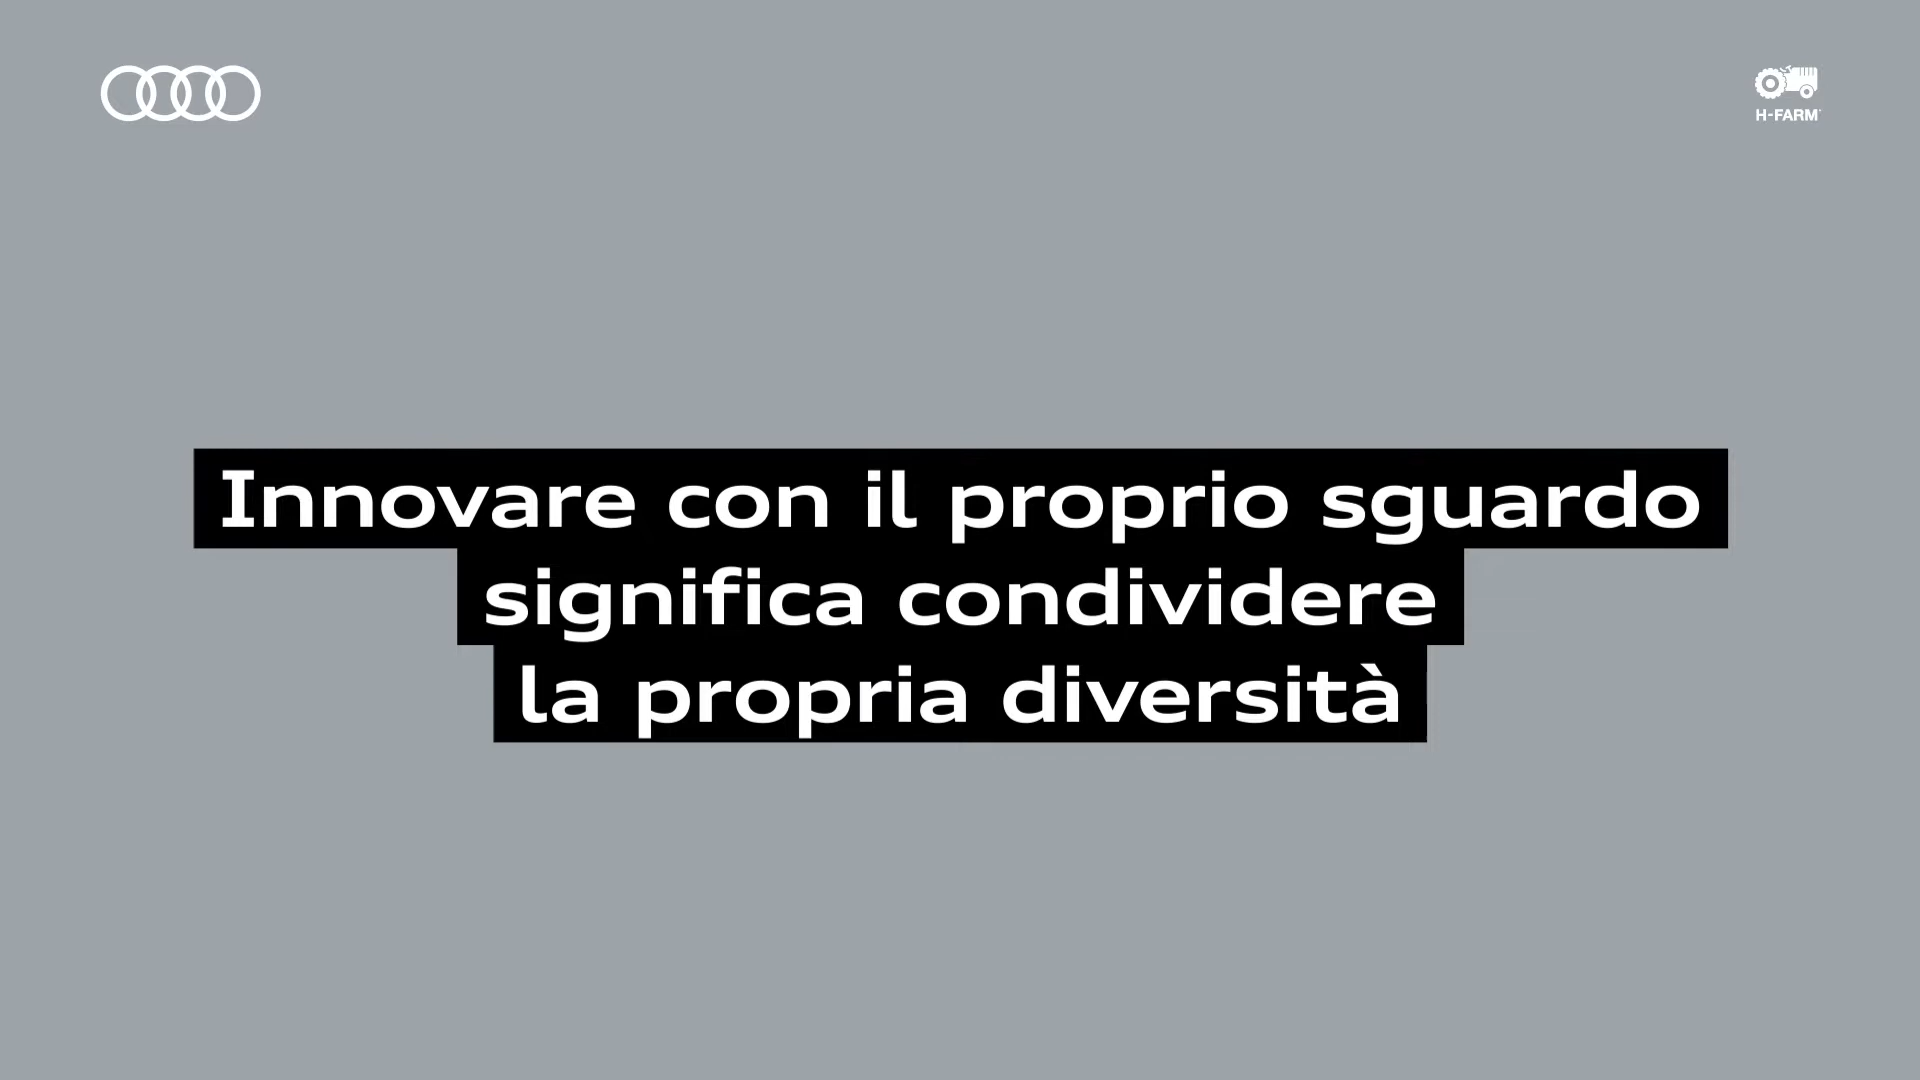 H-FARM
Innovare con il proprio sguardo
significa condividere
la propria diversità